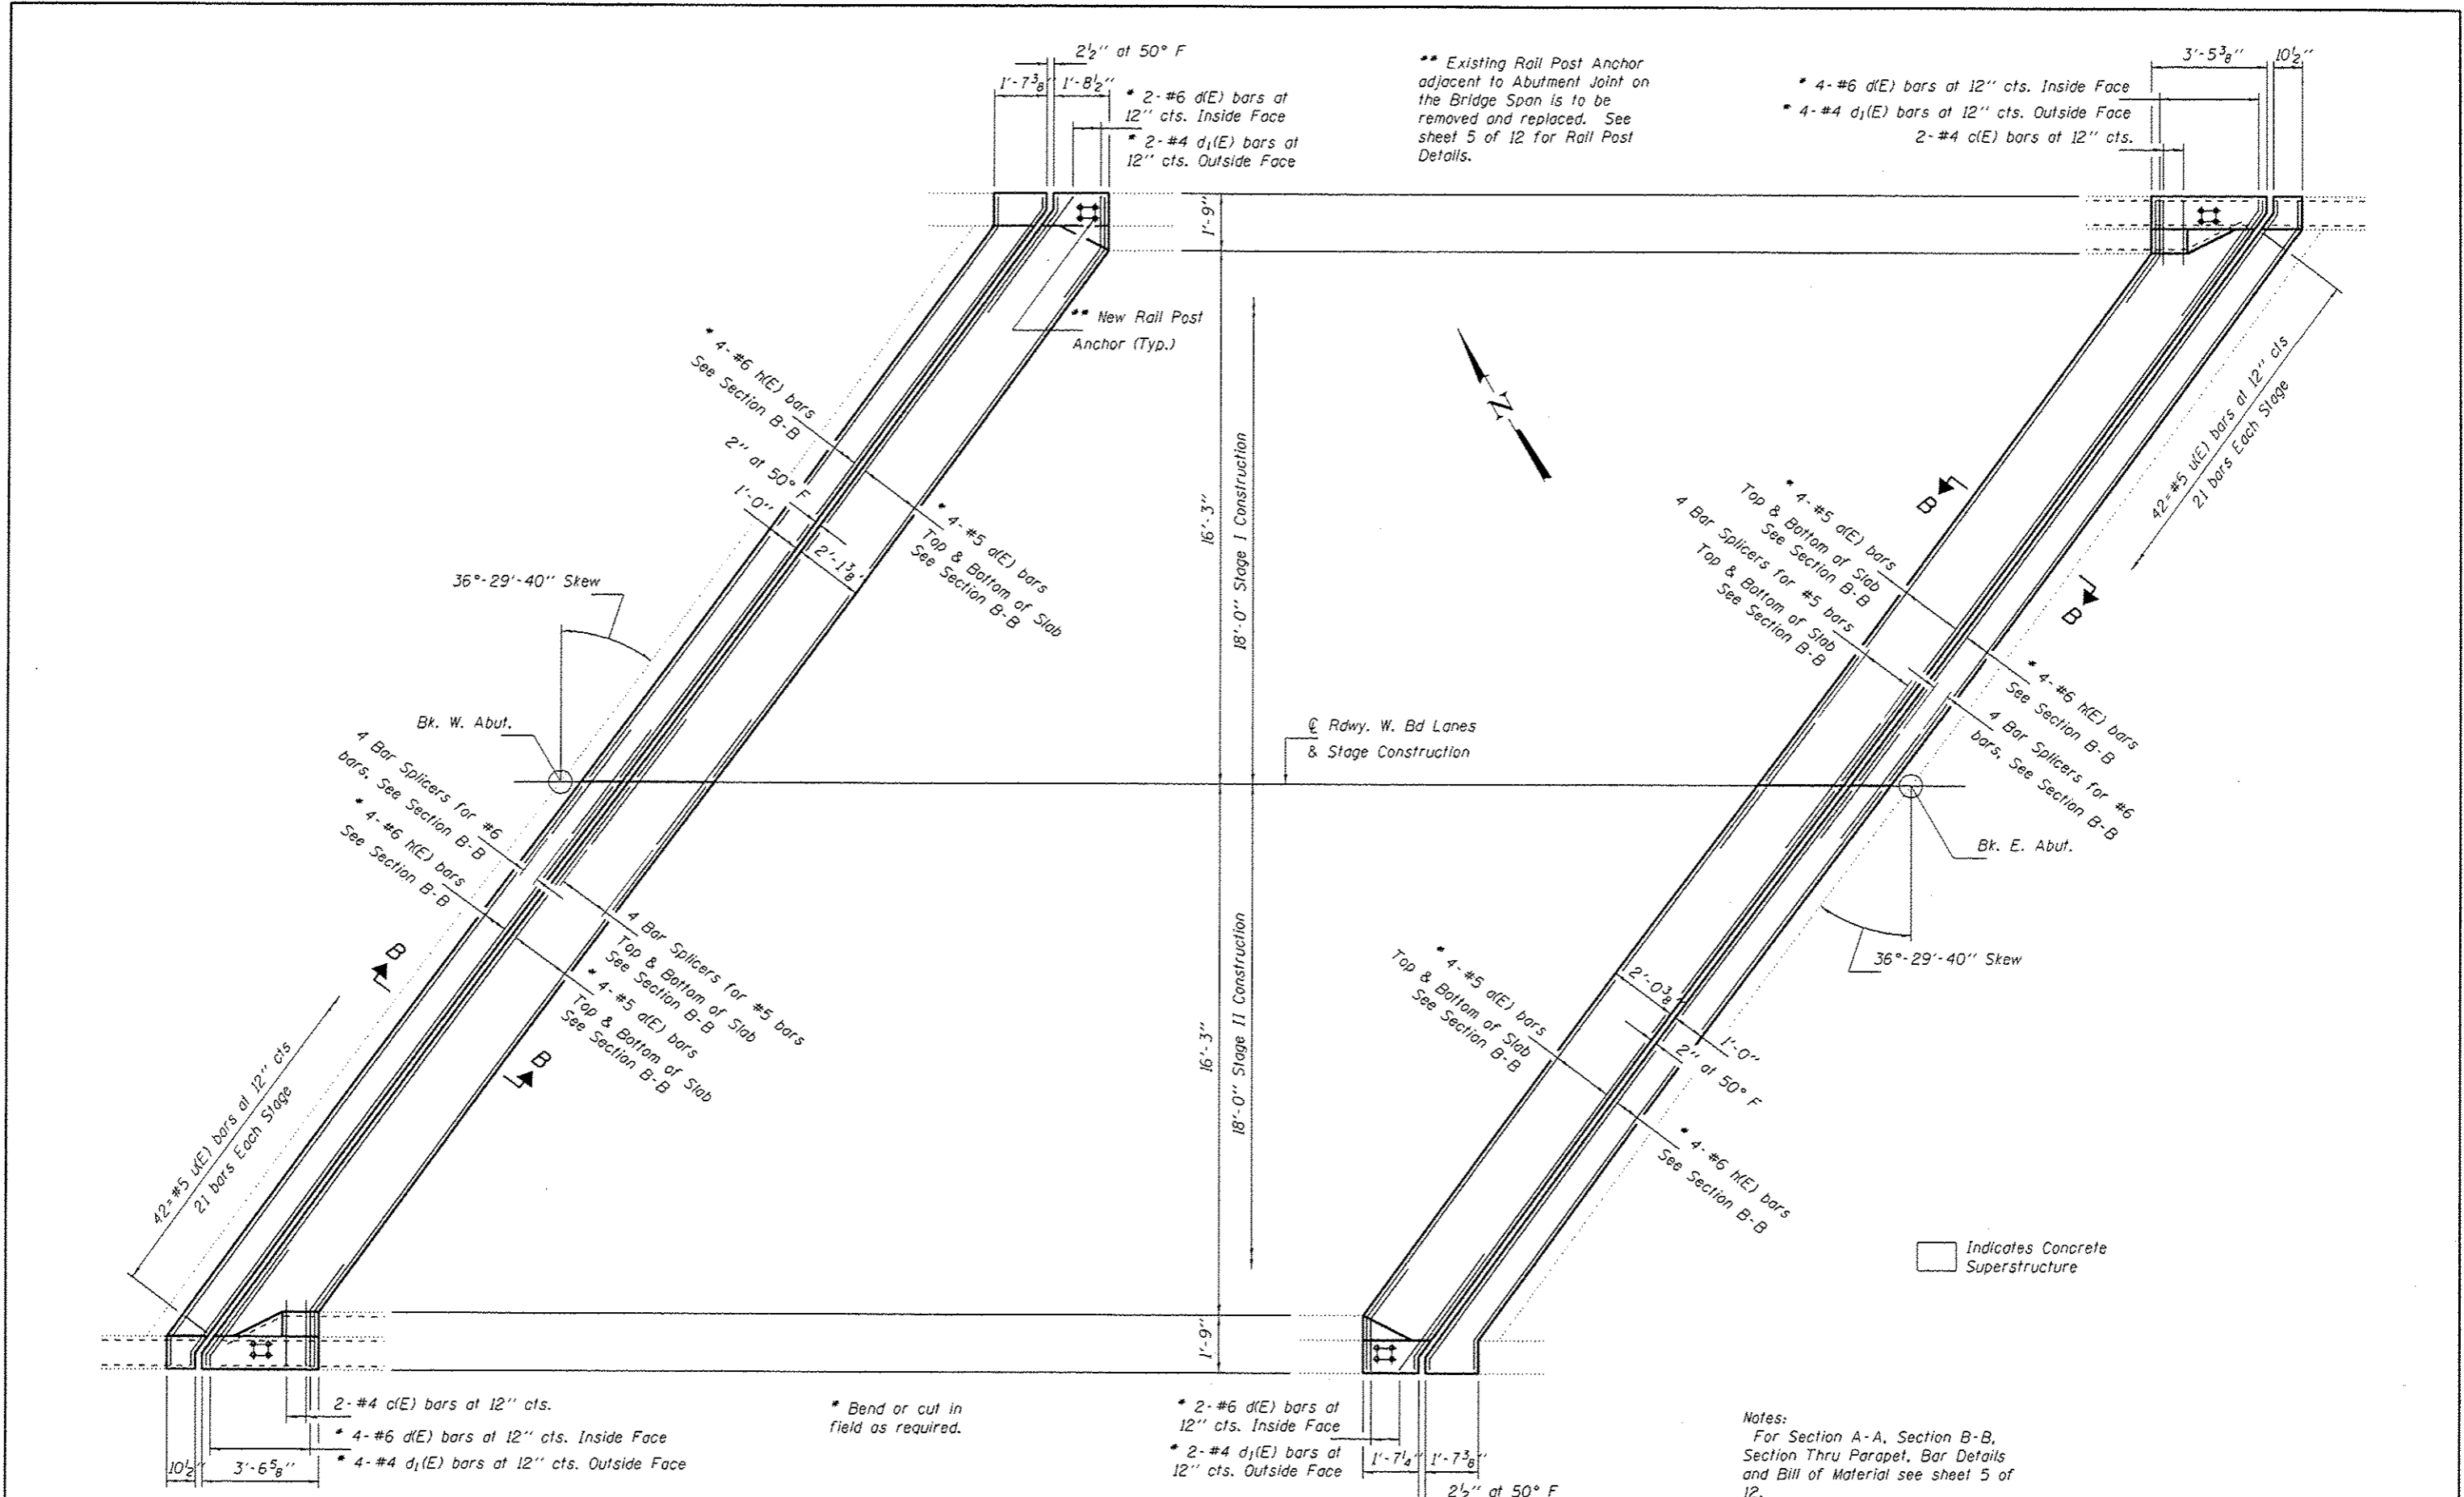 2½" at 50° F
1'-7⅜"
1'-8½"
* 2-#6 d(E) bars at
12" cts. Inside Face
* 2-#4 d₁(E) bars at
12" cts. Outside Face
** Existing Rail Post Anchor
adjacent to Abutment Joint on
the Bridge Span is to be
removed and replaced. See
sheet 5 of 12 for Rail Post
Details.
3'-5⅜"
10½"
* 4-#6 d(E) bars at 12" cts. Inside Face
* 4-#4 d₁(E) bars at 12" cts. Outside Face
2-#4 c(E) bars at 12" cts.
1'-9"
** New Rail Post
Anchor (Typ.)
* 4-#6 h(E) bars
See Section B-B
2" at 50° F
1'-0"
2'-1⅜"
* 4-#5 a(E) bars
Top & Bottom of Slab
See Section B-B
N
16'-3"
18'-0" Stage I Construction
42-#5 u(E) bars at 12" cts
21 bars Each Stage
B
* 4-#5 a(E) bars
Top & Bottom of Slab
See Section B-B
4 Bar Splicers for #5 bars
Top & Bottom of Slab
See Section B-B
B
36°-29'-40" Skew
Bk. W. Abut.
* 4-#6 h(E) bars
See Section B-B
4 Bar Splicers for #6
bars, See Section B-B
℄ Rdwy. W. Bd Lanes
& Stage Construction
4 Bar Splicers for #6
bars, See Section B-B
* 4-#6 h(E) bars
See Section B-B
Bk. E. Abut.
4 Bar Splicers for #5 bars
Top & Bottom of Slab
See Section B-B
* 4-#5 a(E) bars
Top & Bottom of Slab
See Section B-B
B
B
36°-29'-40" Skew
16'-3"
18'-0" Stage II Construction
* 4-#5 a(E) bars
Top & Bottom of Slab
See Section B-B
2'-0⅜"
1'-0"
2" at 50° F
* 4-#6 h(E) bars
See Section B-B
42-#5 u(E) bars at 12" cts
21 bars Each Stage
Indicates Concrete
Superstructure
1'-9"
2-#4 c(E) bars at 12" cts.
* 4-#6 d(E) bars at 12" cts. Inside Face
* 4-#4 d₁(E) bars at 12" cts. Outside Face
10½"
3'-6⅝"
* Bend or cut in
field as required.
* 2-#6 d(E) bars at
12" cts. Inside Face
* 2-#4 d₁(E) bars at
12" cts. Outside Face
1'-7¼"
1'-7⅜"
2½" at 50° F
Notes:
For Section A-A, Section B-B,
Section Thru Parapet, Bar Details
and Bill of Material see sheet 5 of
12.